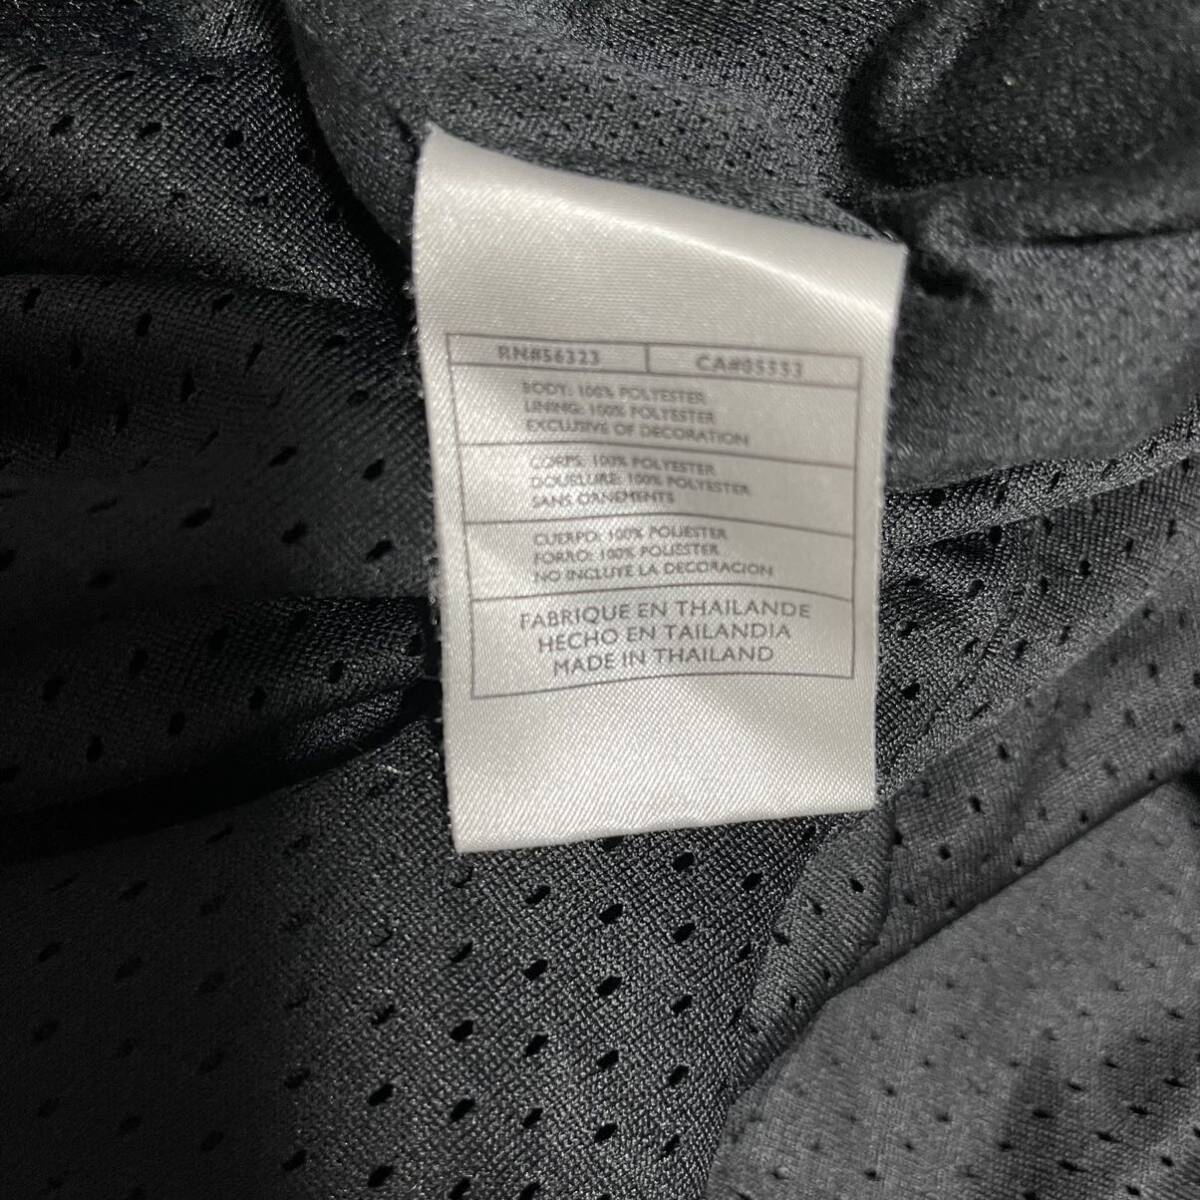 RN#56323 CA#05553
BODY: 100% POLYESTER
LINING: 100% POLYESTER
EXCLUSIVE OF DECORATION
CORPS: 100% POLYESTER
DOUBLURE: 100% POLYESTER
SANS ORNEMENTS
CUERPO: 100% POLIESTER
FORRO: 100% POLIESTER
NO INCLUYE LA DECORACION
FABRIQUE EN THAILANDE
HECHO EN TAILANDIA
MADE IN THAILAND